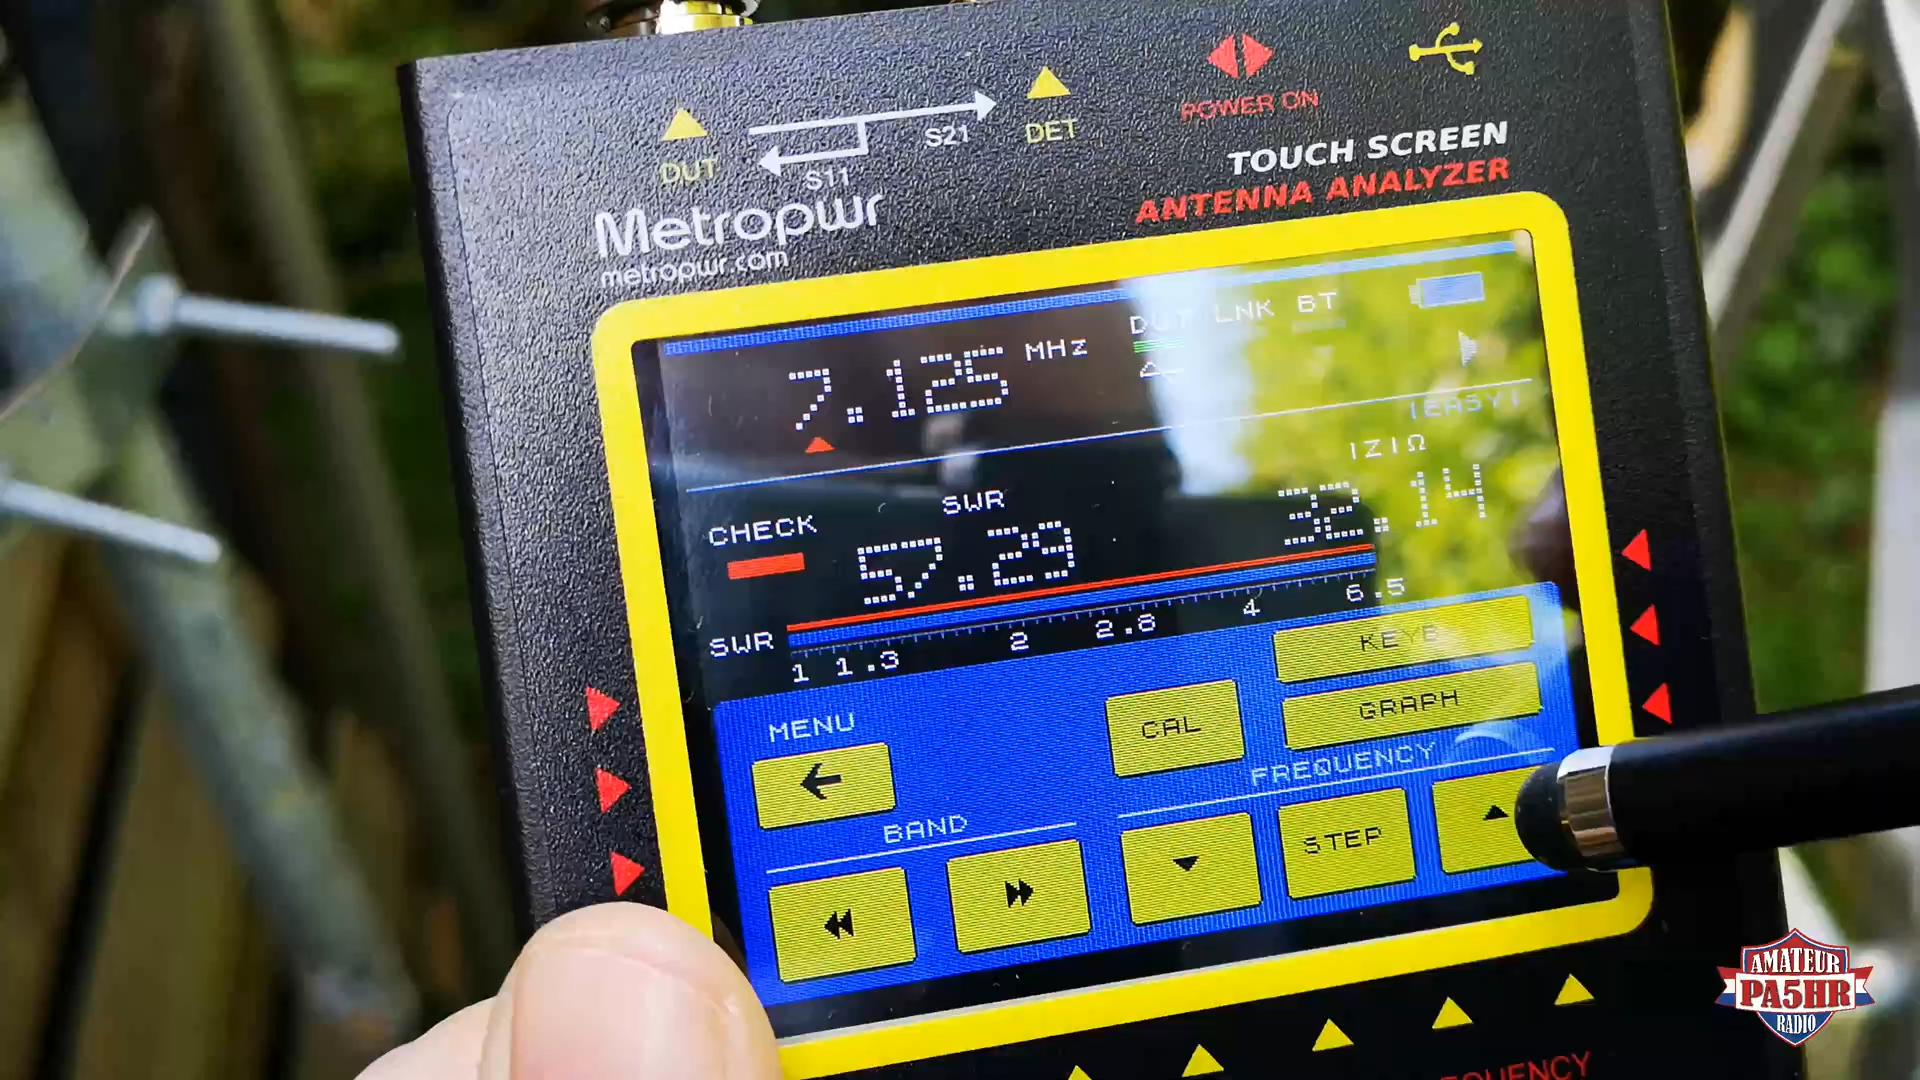 POWER ON
DUT
S11
S21
DET
TOUCH SCREEN
ANTENNA ANALYZER
Metropwr
metropwr.com
7.125 MHz
DUT LNK BT
[EASY]
CHECK
SWR
57.29
|Z|Ω
32.14
SWR
1 1.3 2 2.8 4 6.5
MENU
CAL
KEYB
GRAPH
BAND
FREQUENCY
STEP
AMATEUR
PA5HR
RADIO